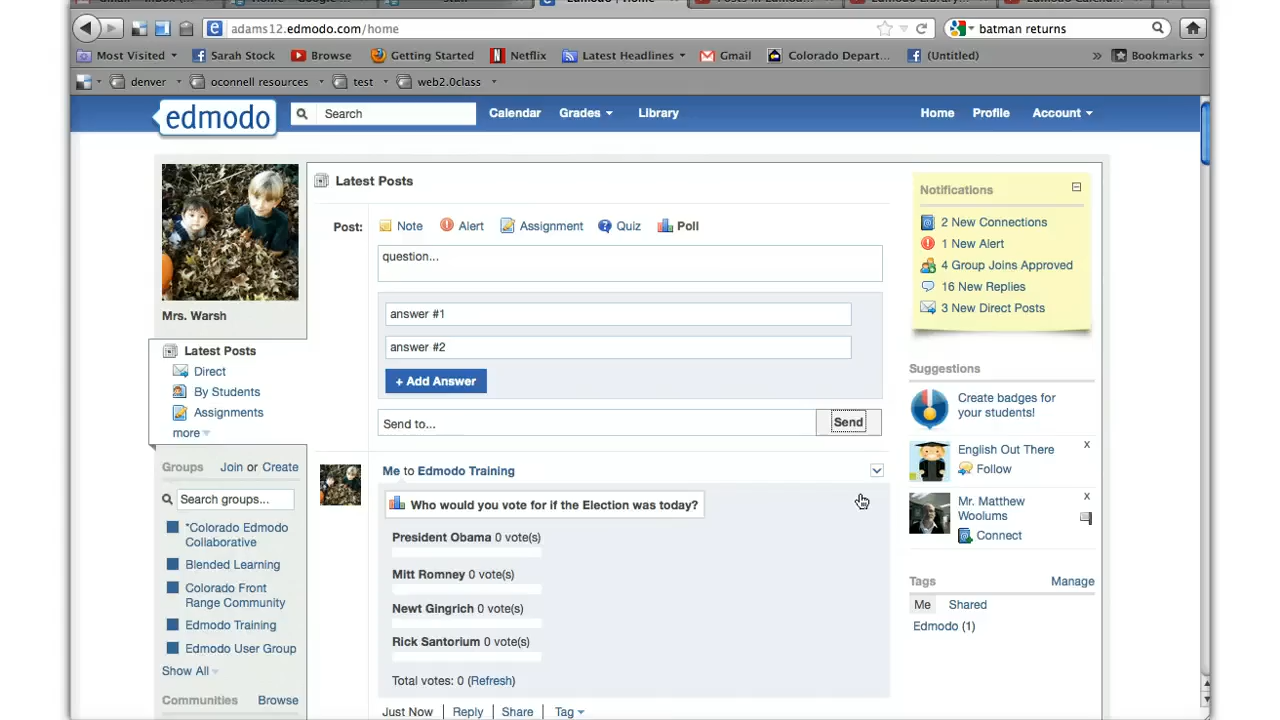 adams12.edmodo.com/home
batman returns
Most Visited
Sarah Stock
Browse
Getting Started
Netflix
Latest Headlines
Gmail
Colorado Depart...
(Untitled)
»
Bookmarks
denver
oconnell resources
test
web2.0class
edmodo
Search
Calendar
Grades
Library
Home
Profile
Account
Mrs. Warsh
Latest Posts
Direct
By Students
Assignments
more
Groups Join or Create
Search groups...
*Colorado Edmodo
Collaborative
Blended Learning
Colorado Front
Range Community
Edmodo Training
Edmodo User Group
Show All
Communities Browse
Latest Posts
Post: Note Alert Assignment Quiz Poll
question...
answer #1
answer #2
+ Add Answer
Send to...
Send
Me to Edmodo Training
Who would you vote for if the Election was today?
President Obama 0 vote(s)
Mitt Romney 0 vote(s)
Newt Gingrich 0 vote(s)
Rick Santorium 0 vote(s)
Total votes: 0 (Refresh)
Just Now Reply Share Tag
Notifications
2 New Connections
1 New Alert
4 Group Joins Approved
16 New Replies
3 New Direct Posts
Suggestions
Create badges for
your students!
English Out There
x
Follow
Mr. Matthew
x
Woolums
Connect
Tags Manage
Me Shared
Edmodo (1)